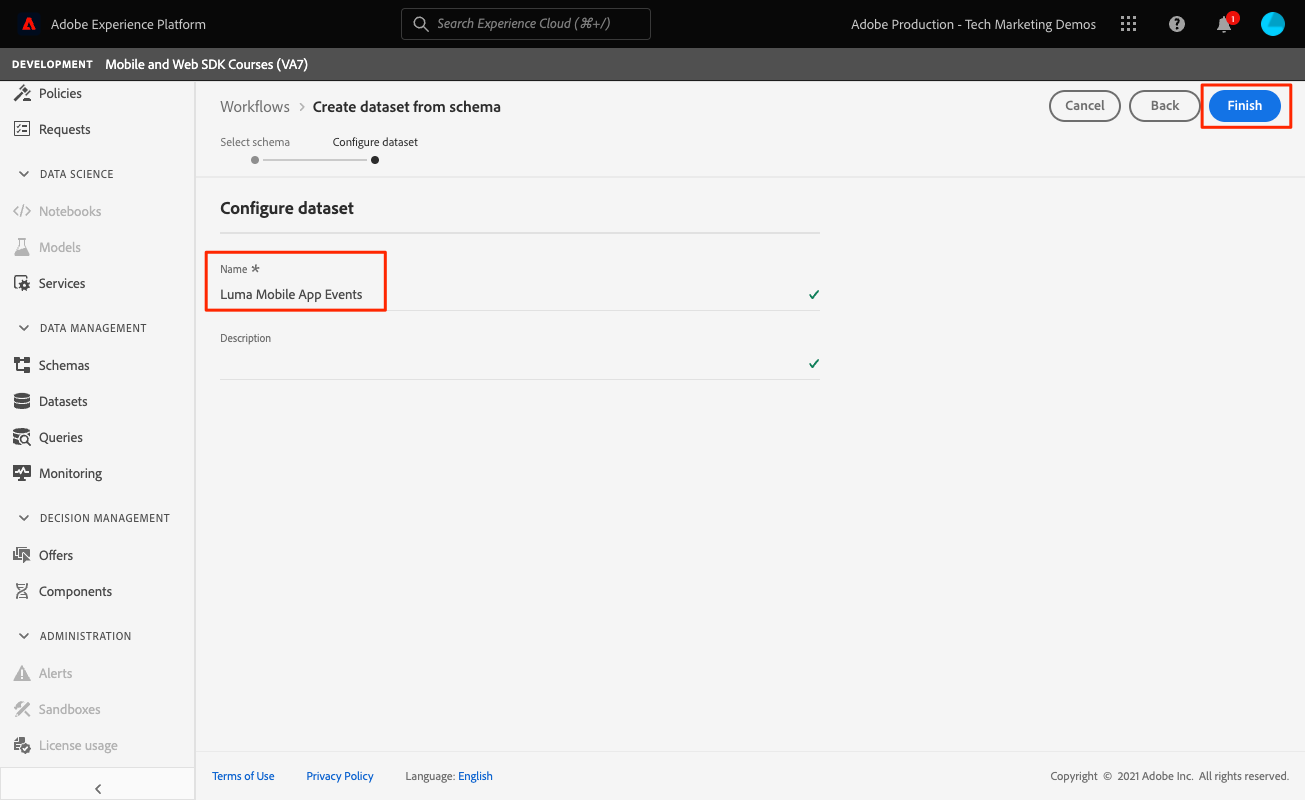 Adobe Experience Platform
Search Experience Cloud (⌘+/)
Adobe Production - Tech Marketing Demos
1
DEVELOPMENT Mobile and Web SDK Courses (VA7)
Policies
Requests
DATA SCIENCE
Notebooks
Models
Services
DATA MANAGEMENT
Schemas
Datasets
Queries
Monitoring
DECISION MANAGEMENT
Offers
Components
ADMINISTRATION
Alerts
Sandboxes
License usage
Workflows > Create dataset from schema
Cancel
Back
Finish
Select schema
Configure dataset
Configure dataset
Name *
Luma Mobile App Events
Description
Terms of Use
Privacy Policy
Language: English
Copyright © 2021 Adobe Inc. All rights reserved.